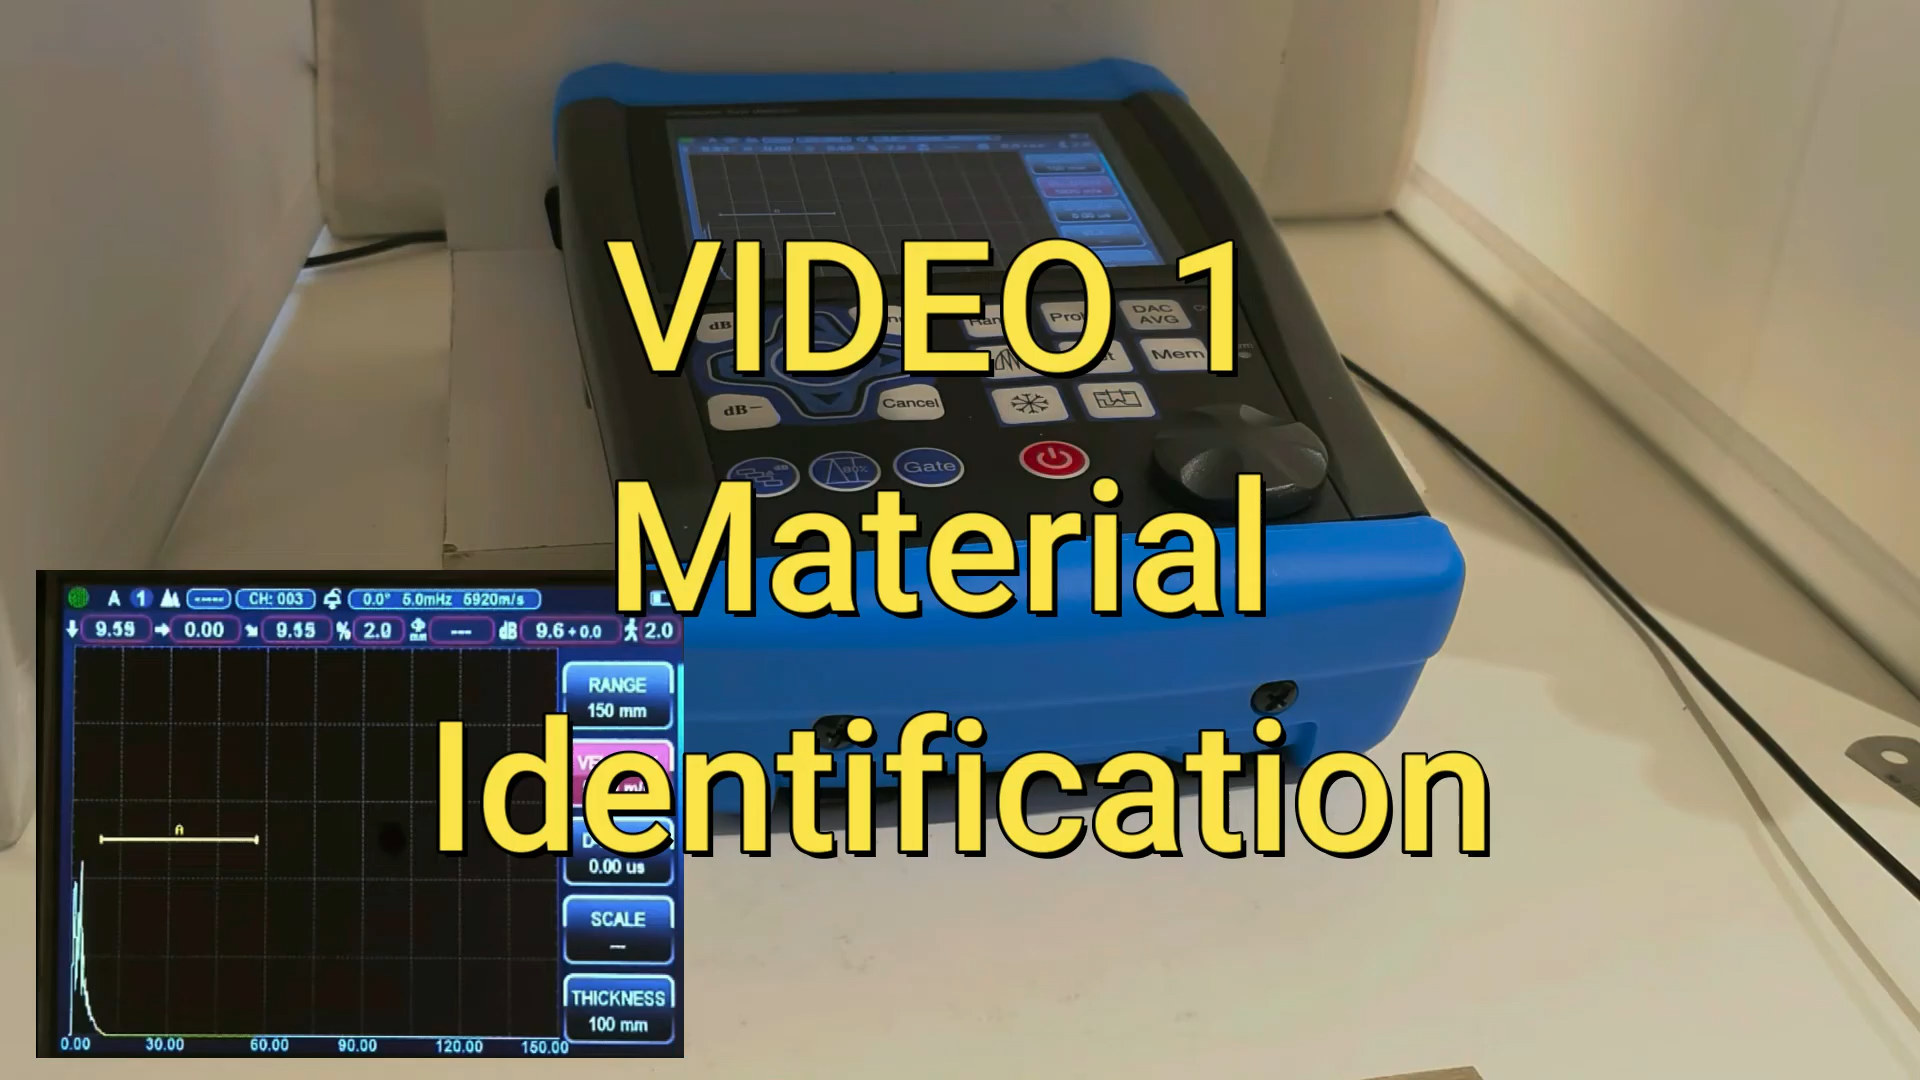 VIDEO 1
Material
Identification
dB
DAC
AVG
Mem
dB−
Cancel
80%
Gate
A 1 CH: 003 0.0° 5.0mHz 5920m/s
9.55 0.00 9.55 % 2.0 --- dB 9.6 + 0.0 2.0
RANGE
150 mm
A
0.00 us
SCALE
---
THICKNESS
100 mm
0.00 30.00 60.00 90.00 120.00 150.00